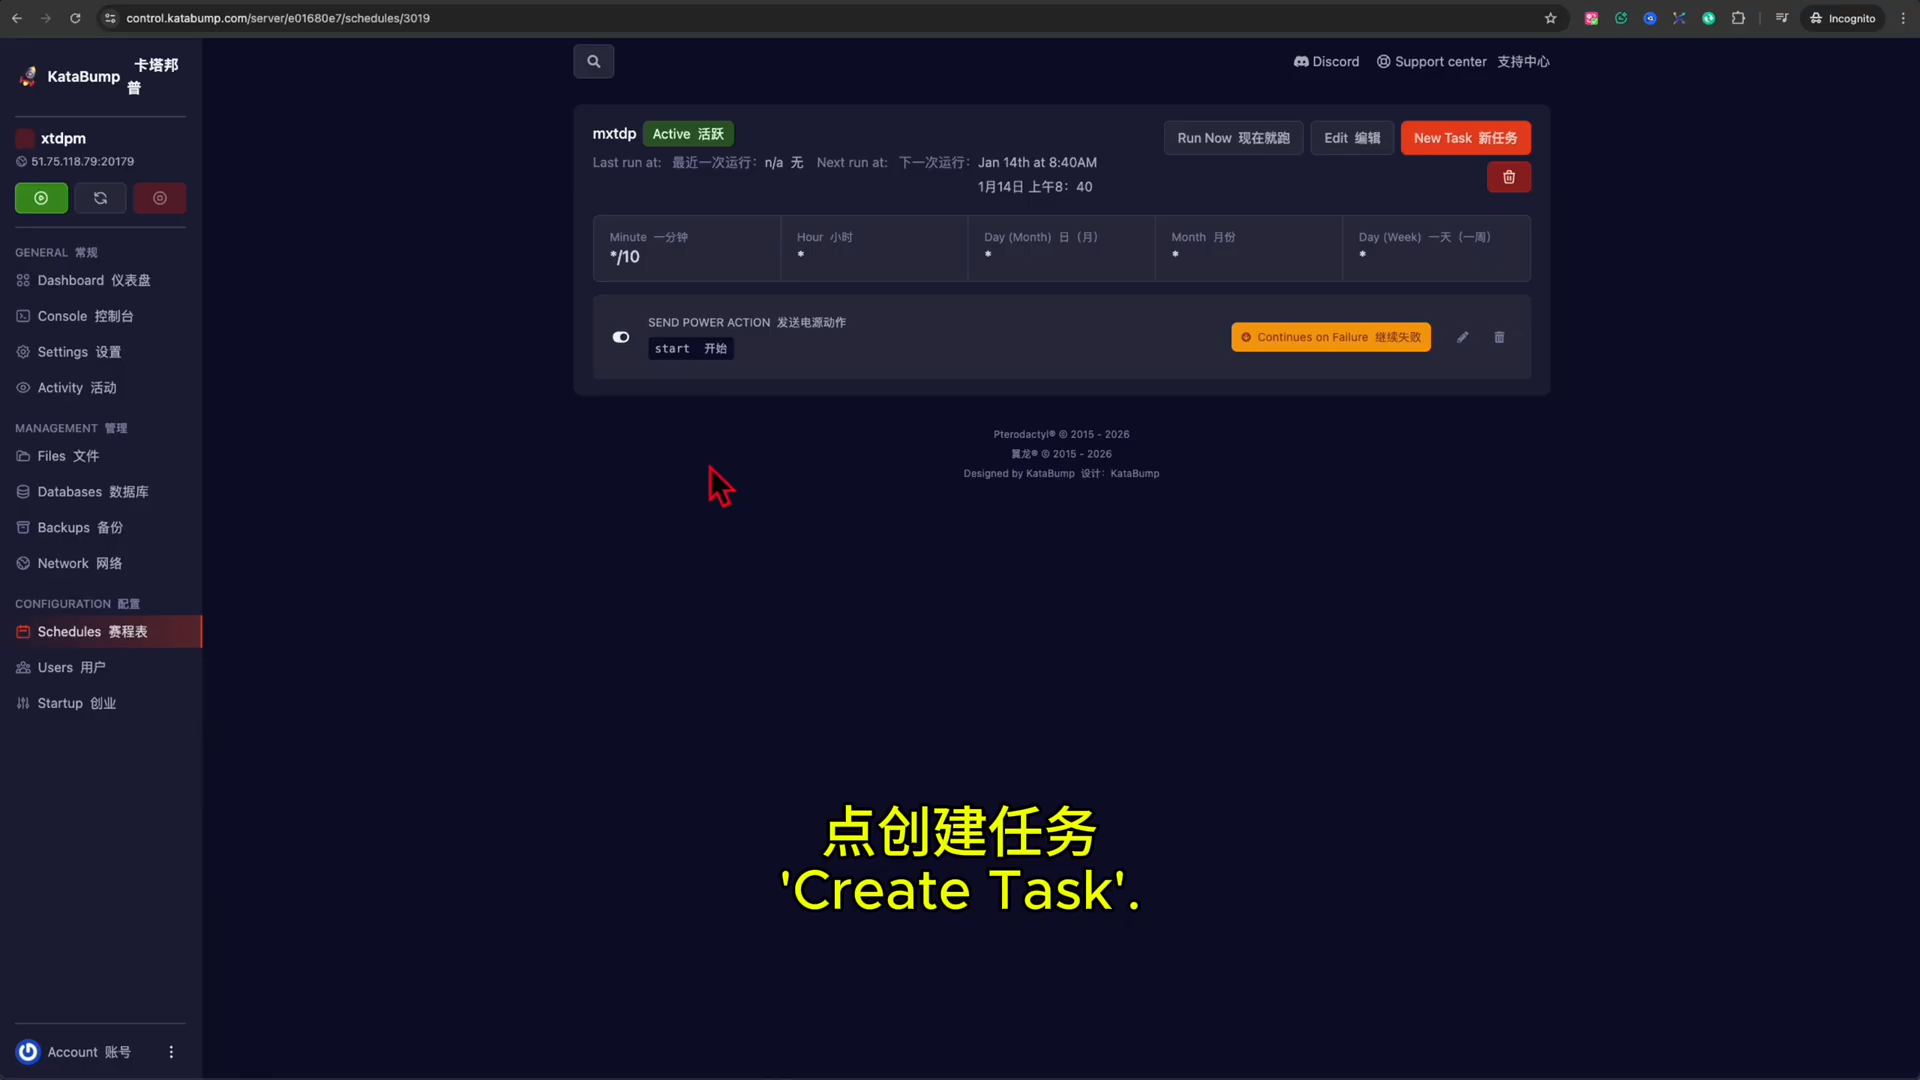 control.katabump.com/server/e01680e7/schedules/3019
Incognito
KataBump 卡塔邦普
xtdpm
51.75.118.79:20179
GENERAL 常规
Dashboard 仪表盘
Console 控制台
Settings 设置
Activity 活动
MANAGEMENT 管理
Files 文件
Databases 数据库
Backups 备份
Network 网络
CONFIGURATION 配置
Schedules 赛程表
Users 用户
Startup 创业
Account 账号
Discord
Support center 支持中心
mxtdp Active 活跃
Last run at: 最近一次运行: n/a 无 Next run at: 下一次运行: Jan 14th at 8:40AM
1月14日 上午8：40
Run Now 现在就跑
Edit 编辑
New Task 新任务
Minute 一分钟
*/10
Hour 小时
*
Day (Month) 日（月）
*
Month 月份
*
Day (Week) 一天（一周）
*
SEND POWER ACTION 发送电源动作
start 开始
Continues on Failure 继续失败
Pterodactyl® © 2015 - 2026
翼龙® © 2015 - 2026
Designed by KataBump 设计: KataBump
点创建任务
'Create Task'.